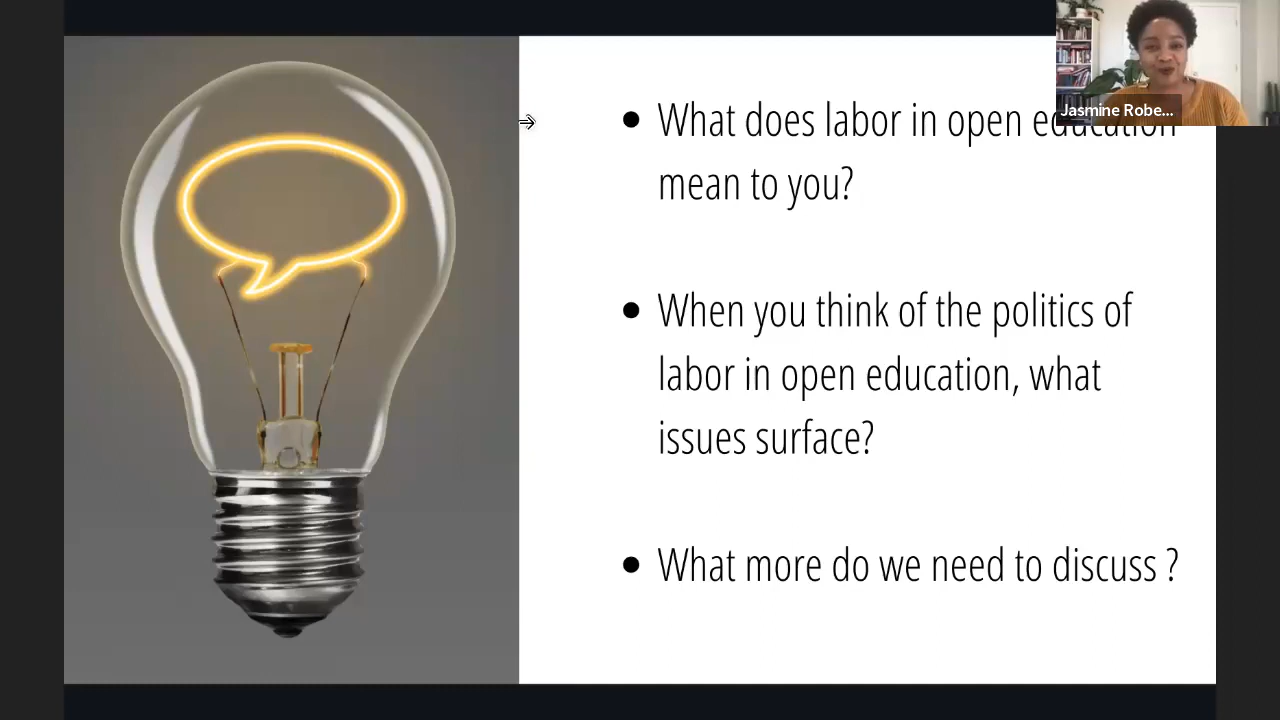 Jasmine Robe...
What does labor in open education
mean to you?
When you think of the politics of
labor in open education, what
issues surface?
What more do we need to discuss ?